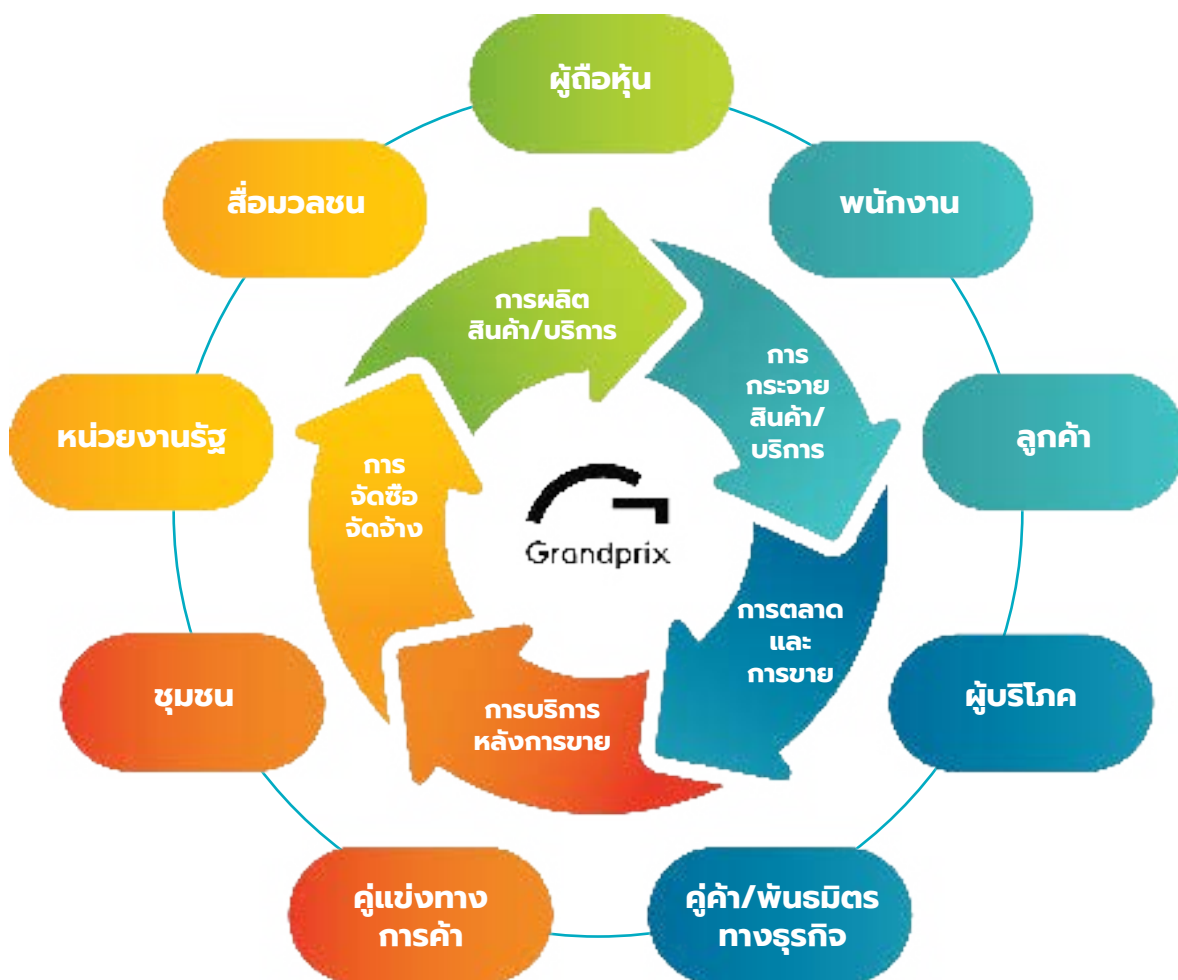 ผู้ถือหุ้น
สื่อมวลชน
พนักงาน
การผลิต
สินค้า/บริการ
การ
กระจาย
สินค้า/
บริการ
หน่วยงานรัฐ
ลูกค้า
การ
จัดซื้อ
จัดจ้าง
Grandprix
การตลาด
และ
การขาย
ชุมชน
ผู้บริโภค
การบริการ
หลังการขาย
คู่แข่งทาง
การค้า
คู่ค้า/พันธมิตร
ทางธุรกิจ